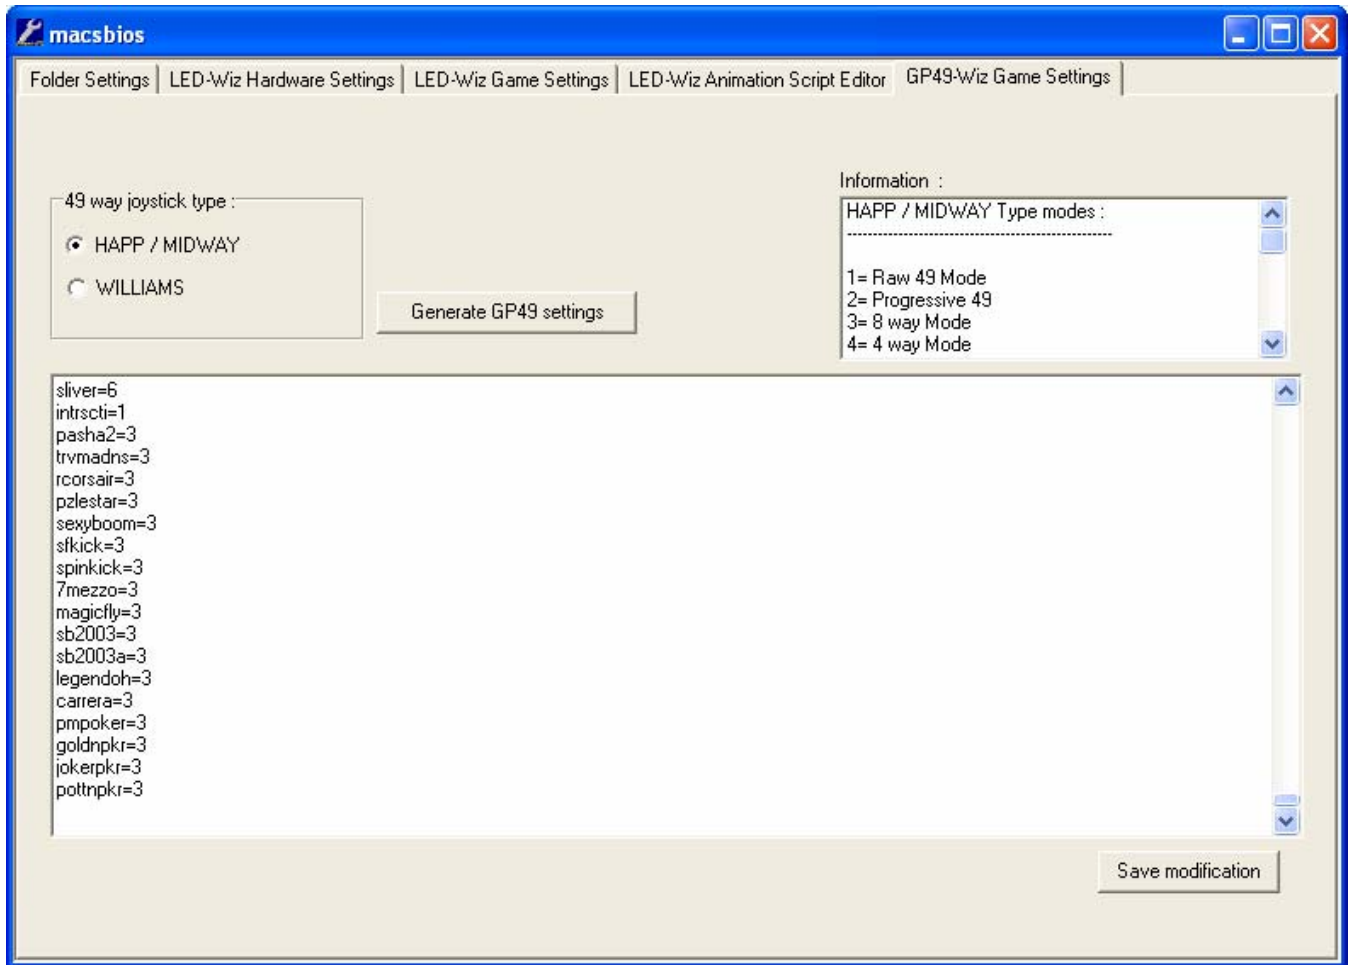 macsbios
Folder Settings
LED-Wiz Hardware Settings
LED-Wiz Game Settings
LED-Wiz Animation Script Editor
GP49-Wiz Game Settings
49 way joystick type :
HAPP / MIDWAY
WILLIAMS
Generate GP49 settings
Information :
HAPP / MIDWAY Type modes :
------------------------------------------------
1= Raw 49 Mode
2= Progressive 49
3= 8 way Mode
4= 4 way Mode
sliver=6
intrscti=1
pasha2=3
trvmadns=3
rcorsair=3
pzlestar=3
sexyboom=3
sfkick=3
spinkick=3
7mezzo=3
magicfly=3
sb2003=3
sb2003a=3
legendoh=3
carrera=3
pmpoker=3
goldnpkr=3
jokerpkr=3
pottnpkr=3
Save modification